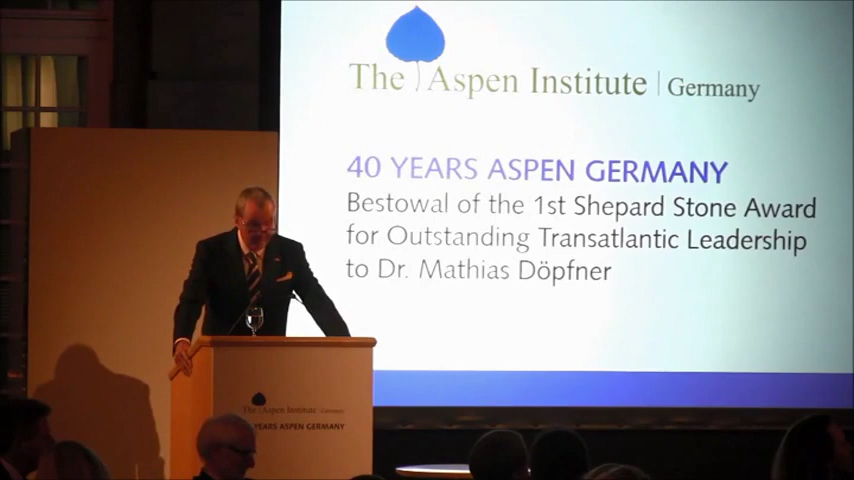 The Aspen Institute | Germany
40 YEARS ASPEN GERMANY
Bestowal of the 1st Shepard Stone Award
for Outstanding Transatlantic Leadership
to Dr. Mathias Döpfner
The Aspen Institute | Germany
YEARS ASPEN GERMANY